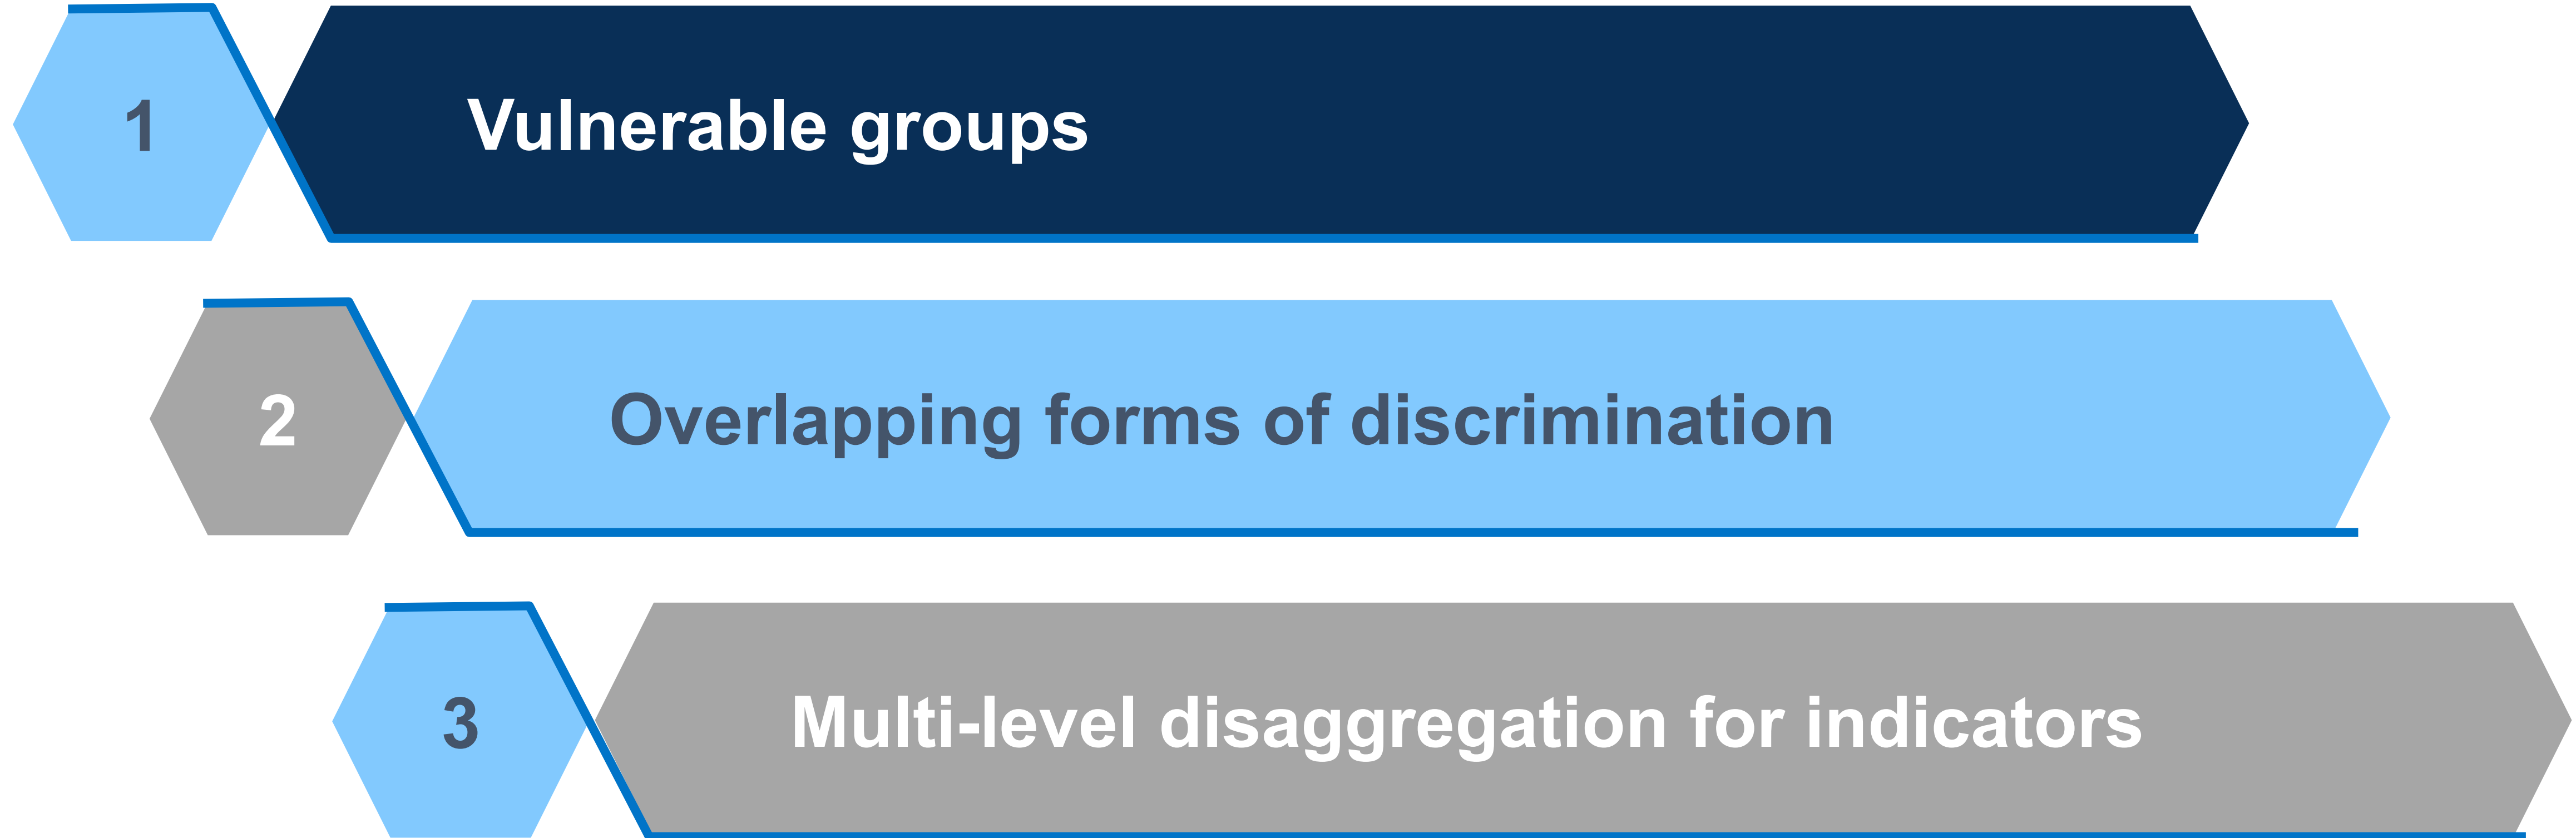 1
Vulnerable groups
2
Overlapping forms of discrimination
3
Multi-level disaggregation for indicators